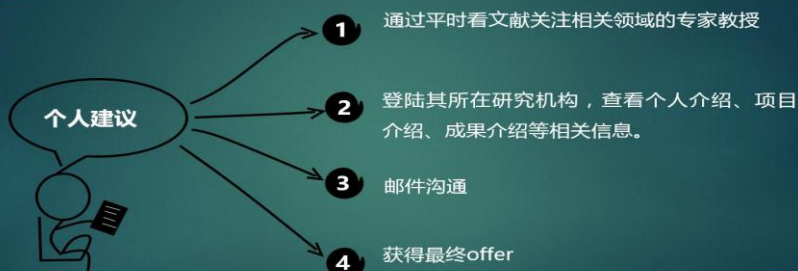 个人建议
1
通过平时看文献关注相关领域的专家教授
2
登陆其所在研究机构，查看个人介绍、项目
介绍、成果介绍等相关信息。
3
邮件沟通
4
获得最终offer